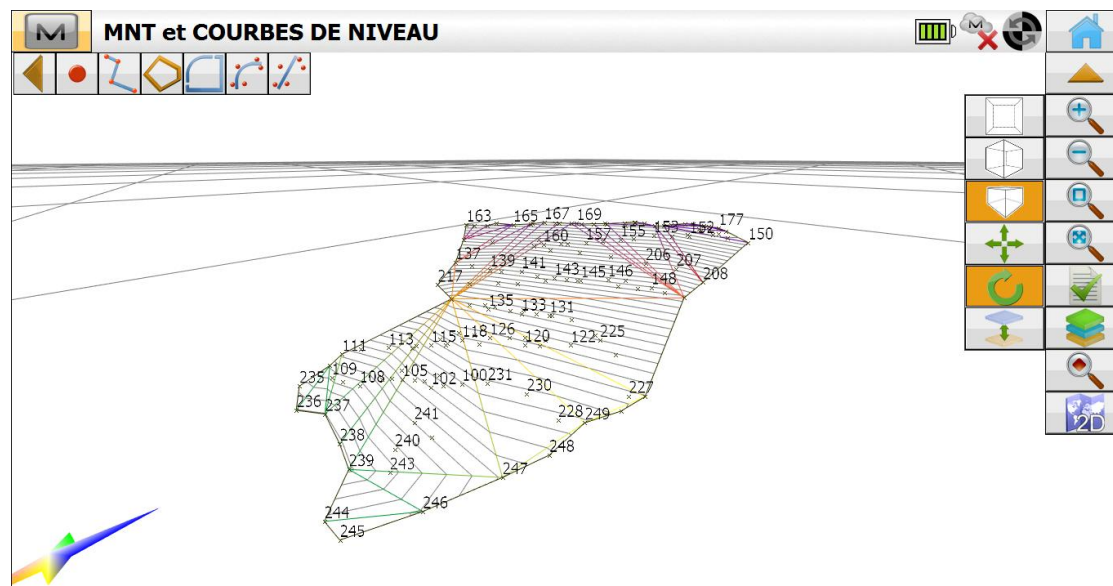 M MNT et COURBES DE NIVEAU M
163 165 167 169 153 152 177
160 157 155 150
137 139 141 143 145 146 206 207
217 148 208
135 133 131
118 126 120 225
111 113 115
109 108 105 102 100 231
235 230 227
236 237 241 228 249
238 240 248
239 243 247
244 246
245
2D